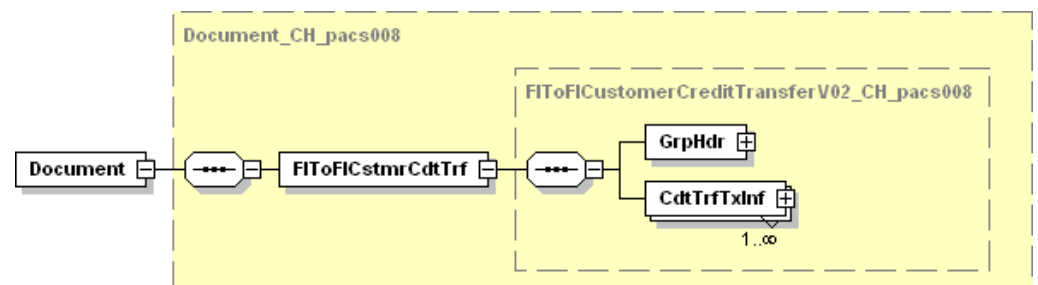 Document_CH_pacs008
FIToFICustomerCreditTransferV02_CH_pacs008
GrpHdr
Document
FIToFICstmrCdtTrf
CdtTrfTxInf
1..∞